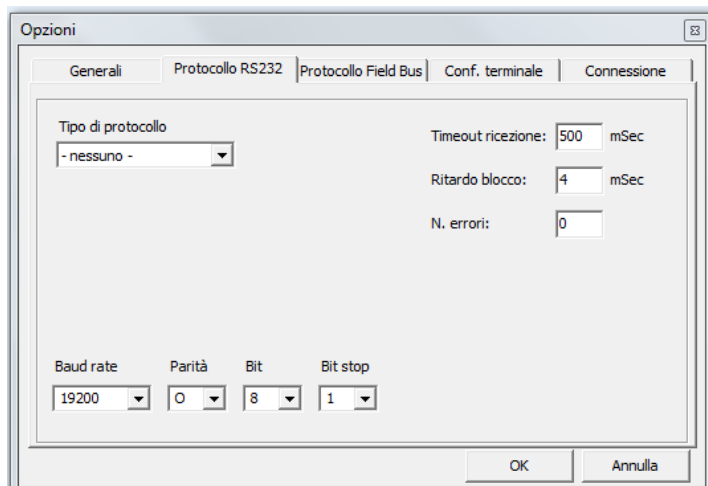 Opzioni
Generali Protocollo RS232 Protocollo Field Bus Conf. terminale Connessione
Tipo di protocollo
- nessuno -
Timeout ricezione: 500 mSec
Ritardo blocco: 4 mSec
N. errori: 0
Baud rate Parità Bit Bit stop
19200 O 8 1
OK Annulla